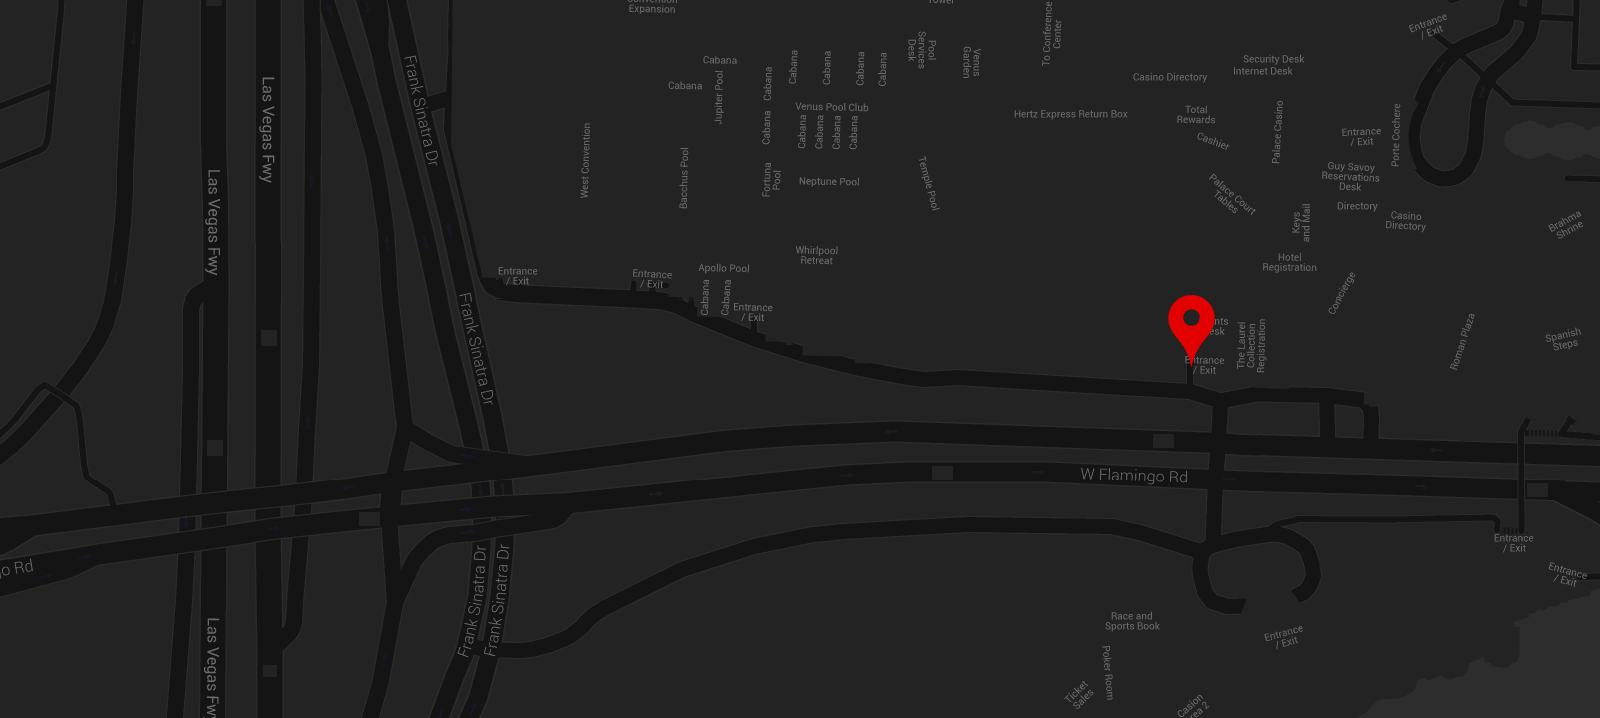 Expansion
Tower
To Conference
Center
Entrance
/ Exit
Pool
Services
Desk
Venus
Garden
Cabana
Cabana
Cabana
Cabana
Cabana
Cabana
Cabana
Jupiter Pool
Security Desk
Internet Desk
Casino Directory
Frank Sinatra Dr
Las Vegas Fwy
Venus Pool Club
Cabana
Cabana
Cabana
Cabana
Cabana
Hertz Express Return Box
Total
Rewards
Cashier
Palace Casino
Entrance
/ Exit
Porte Cochere
West Convention
Bacchus Pool
Fortuna
Pool
Neptune Pool
Temple Pool
Guy Savoy
Reservations
Desk
Palace Court
Tables
Keys
and Mail
Directory
Casino
Directory
Brahma
Shrine
Las Vegas Fwy
Whirlpool
Retreat
Hotel
Registration
Entrance
/ Exit
Entrance
/ Exit
Apollo Pool
Cabana
Cabana
Entrance
/ Exit
Concierge
Frank Sinatra Dr
The Laurel
Collection
Registration
Roman Plaza
Spanish
Steps
Entrance
/ Exit
W Flamingo Rd
Entrance
/ Exit
Rd
Entrance
/ Exit
Frank Sinatra Dr
Frank Sinatra Dr
Las Vegas Fwy
Race and
Sports Book
Entrance
/ Exit
Poker Room
Ticket
Sales